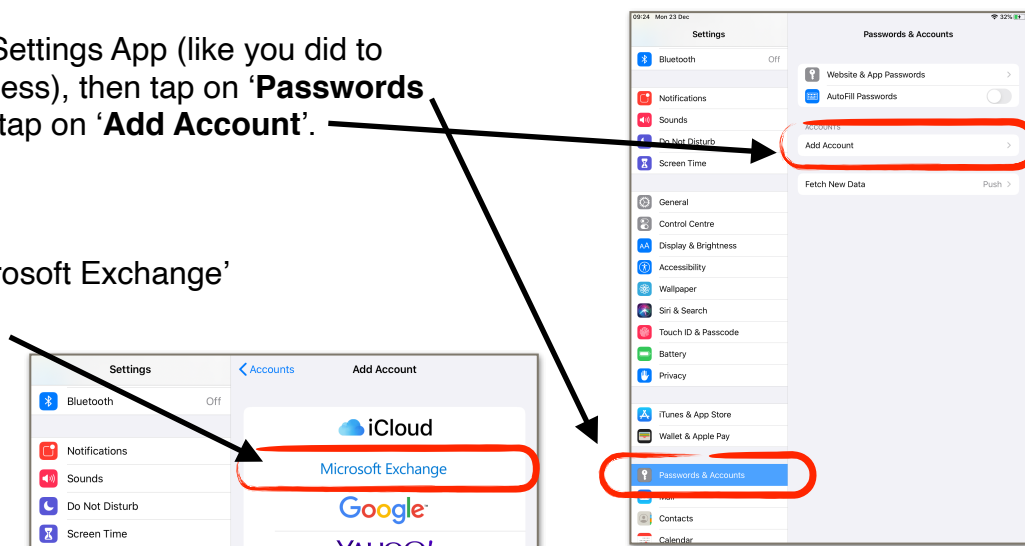 Settings App (like you did to
ess), then tap on ‘Passwords
tap on ‘Add Account’.
rosoft Exchange’
Settings
Bluetooth Off
Notifications
Sounds
Do Not Disturb
Screen Time
Accounts
Add Account
iCloud
Microsoft Exchange
Google
YAHOO!
09:24 Mon 23 Dec
32%
Settings
Bluetooth Off
Notifications
Sounds
Do Not Disturb
Screen Time
General
Control Centre
Display & Brightness
Accessibility
Wallpaper
Siri & Search
Touch ID & Passcode
Battery
Privacy
iTunes & App Store
Wallet & Apple Pay
Passwords & Accounts
Mail
Contacts
Calendar
Passwords & Accounts
Website & App Passwords
AutoFill Passwords
ACCOUNTS
Add Account
Fetch New Data Push